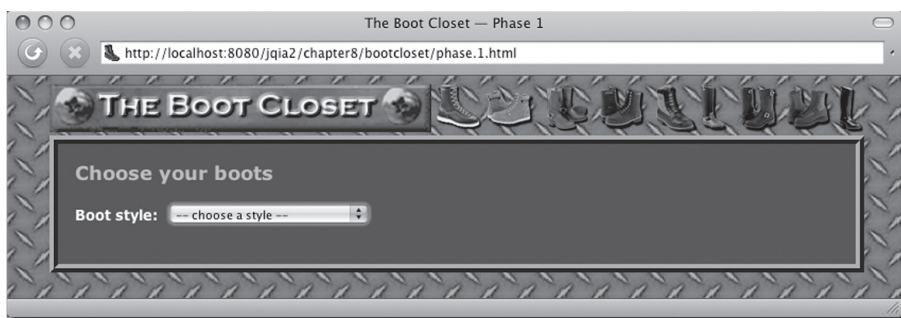 The Boot Closet — Phase 1
http://localhost:8080/jqia2/chapter8/bootcloset/phase.1.html
THE BOOT CLOSET
Choose your boots
Boot style: -- choose a style --